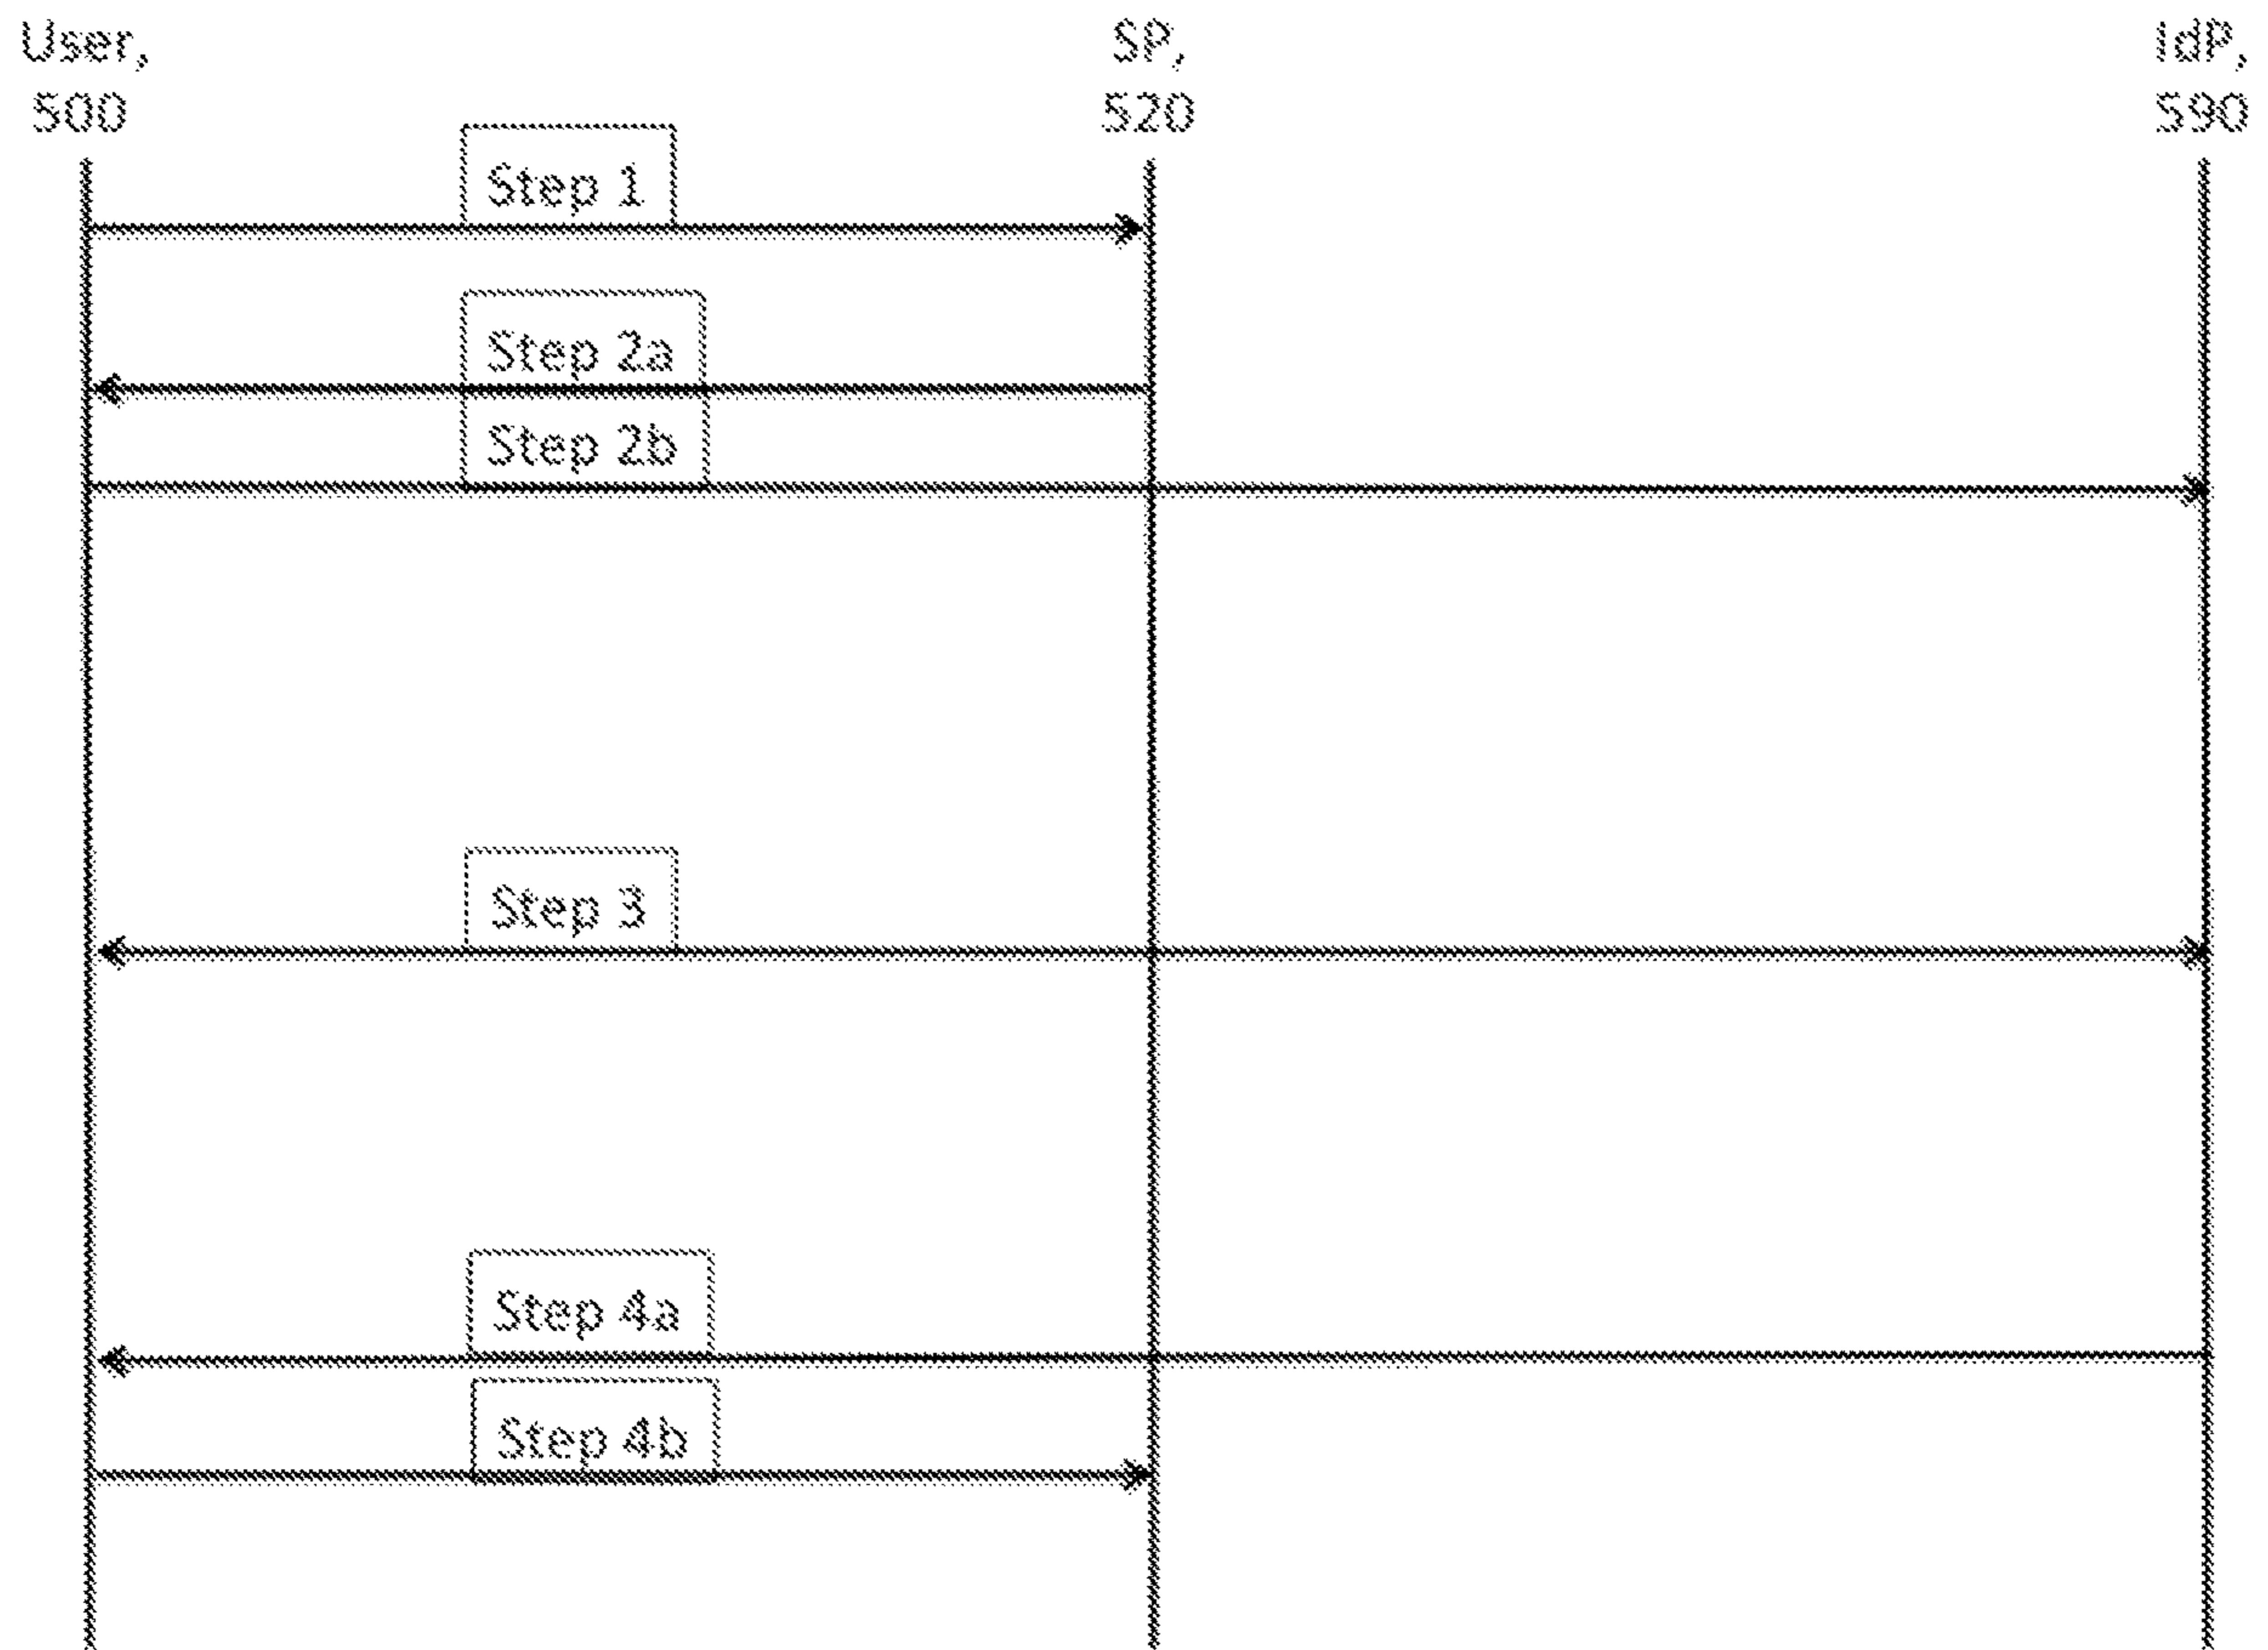 User,
500
SP,
520
IdP,
590
Step 1
Step 2a
Step 2b
Step 3
Step 4a
Step 4b